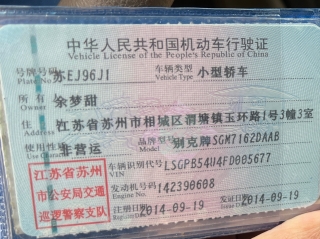 中华人民共和国机动车行驶证
Vehicle License of the People's Republic of China
号牌号码 苏EJ96J1 车辆类型 小型轿车
Plate No. Vehicle Type
所有人 余梦甜
住址 江苏省苏州市相城区渭塘镇玉环路1号3幢3室
使用性质 非营运 品牌型号 别克牌SGM7162DAAB
Use Character Model
江苏省苏州市公安局交通巡逻警察支队
车辆识别代号 LSGPB54U4FD005677
VIN
发动机号码 142390608
注册日期 2014-09-19 发证日期 2014-09-19